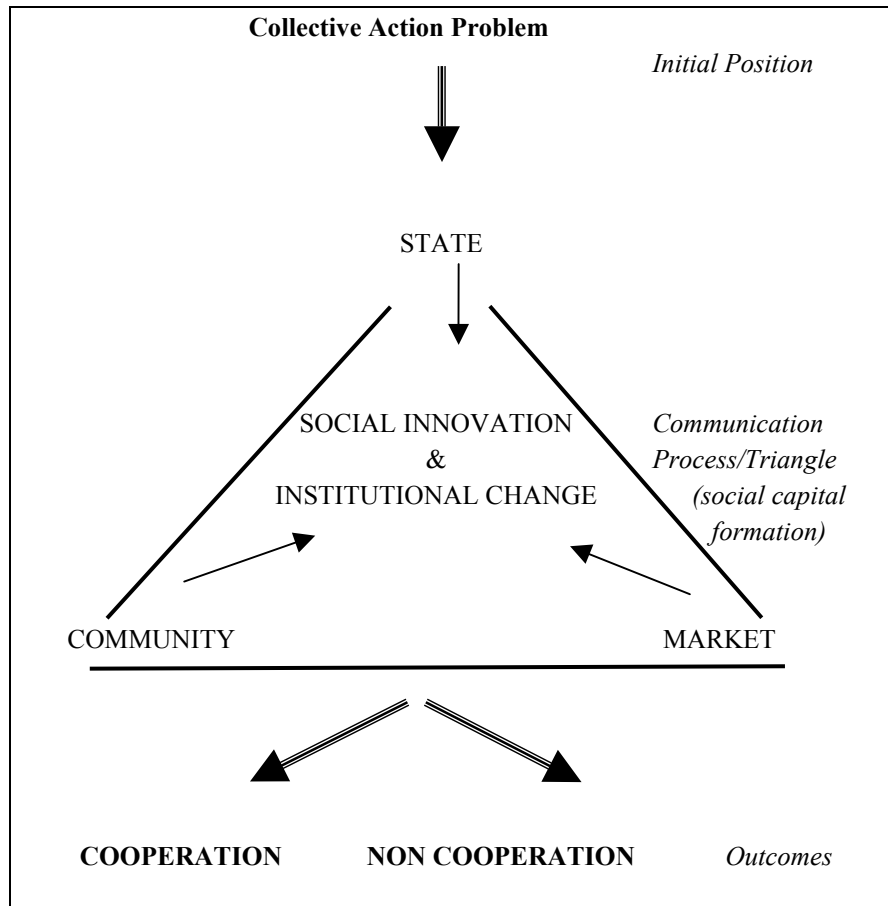 Collective Action Problem
Initial Position
STATE
SOCIAL INNOVATION
&
INSTITUTIONAL CHANGE
Communication
Process/Triangle
(social capital
formation)
COMMUNITY
MARKET
COOPERATION
NON COOPERATION
Outcomes